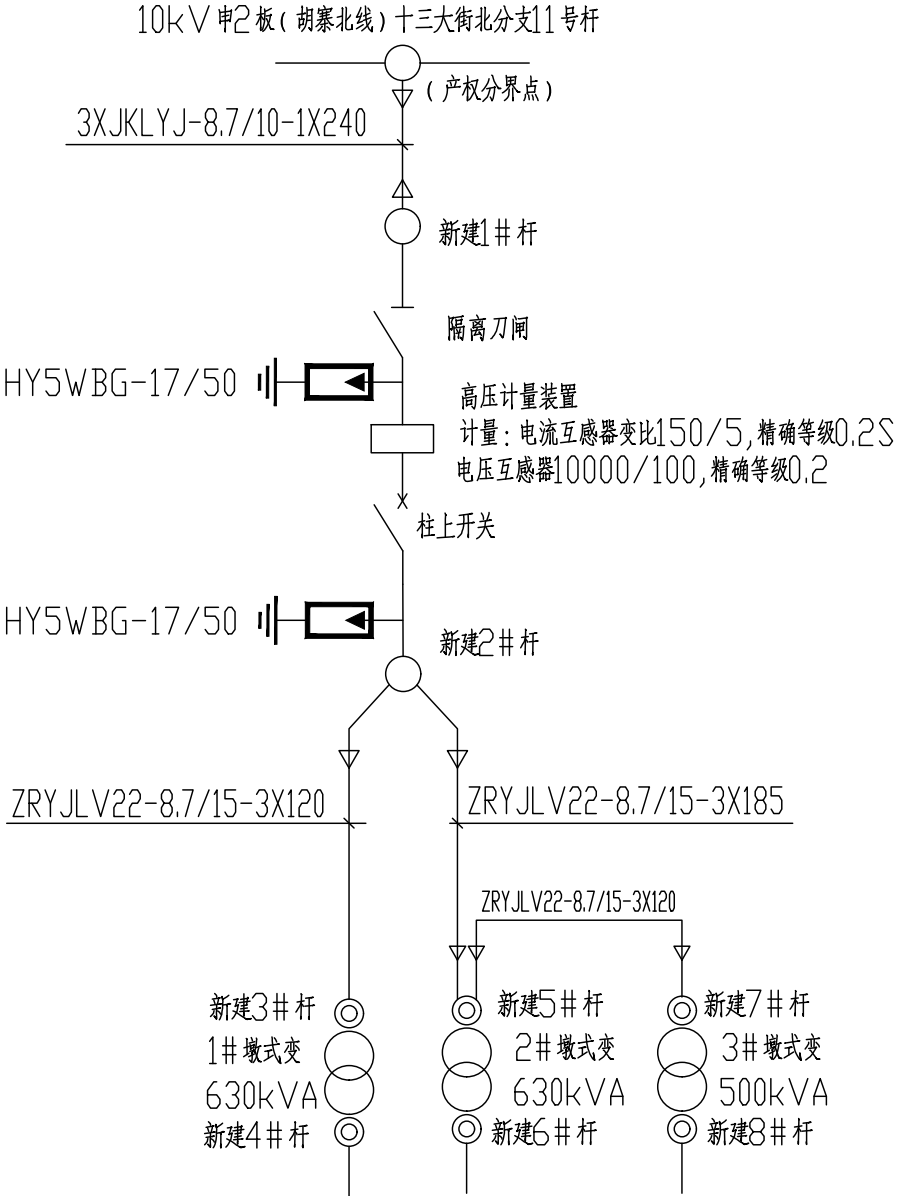 10kV申2板(胡寨北线)十三大街北分支11号杆
(产权分界点)
3XJKLYJ-8.7/10-1X240
新建1#杆
隔离刀闸
HY5WBG-17/50
高压计量装置
计量:电流互感器变比150/5,精确等级0.2S
电压互感器10000/100,精确等级0.2
柱上开关
HY5WBG-17/50
新建2#杆
ZRYJLV22-8.7/15-3X120
ZRYJLV22-8.7/15-3X185
ZRYJLV22-8.7/15-3X120
新建3#杆
1#墩式变
630kVA
新建4#杆
新建5#杆
2#墩式变
630kVA
新建6#杆
新建7#杆
3#墩式变
500kVA
新建8#杆